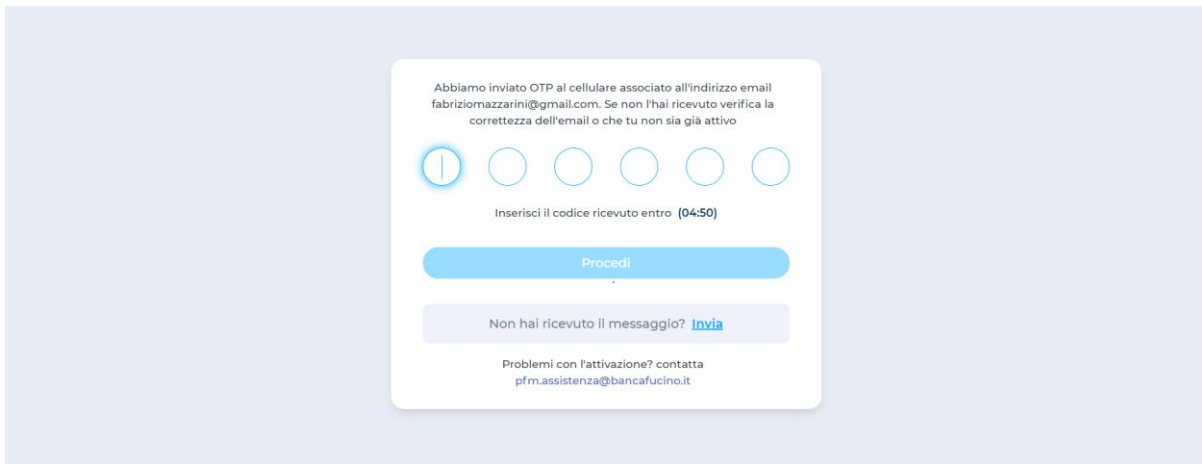 Abbiamo inviato OTP al cellulare associato all'indirizzo email
fabriziomazzarini@gmail.com. Se non l'hai ricevuto verifica la
correttezza dell'email o che tu non sia già attivo
Inserisci il codice ricevuto entro (04:50)
Procedi
Non hai ricevuto il messaggio? Invia
Problemi con l'attivazione? contatta
pfm.assistenza@bancafucino.it